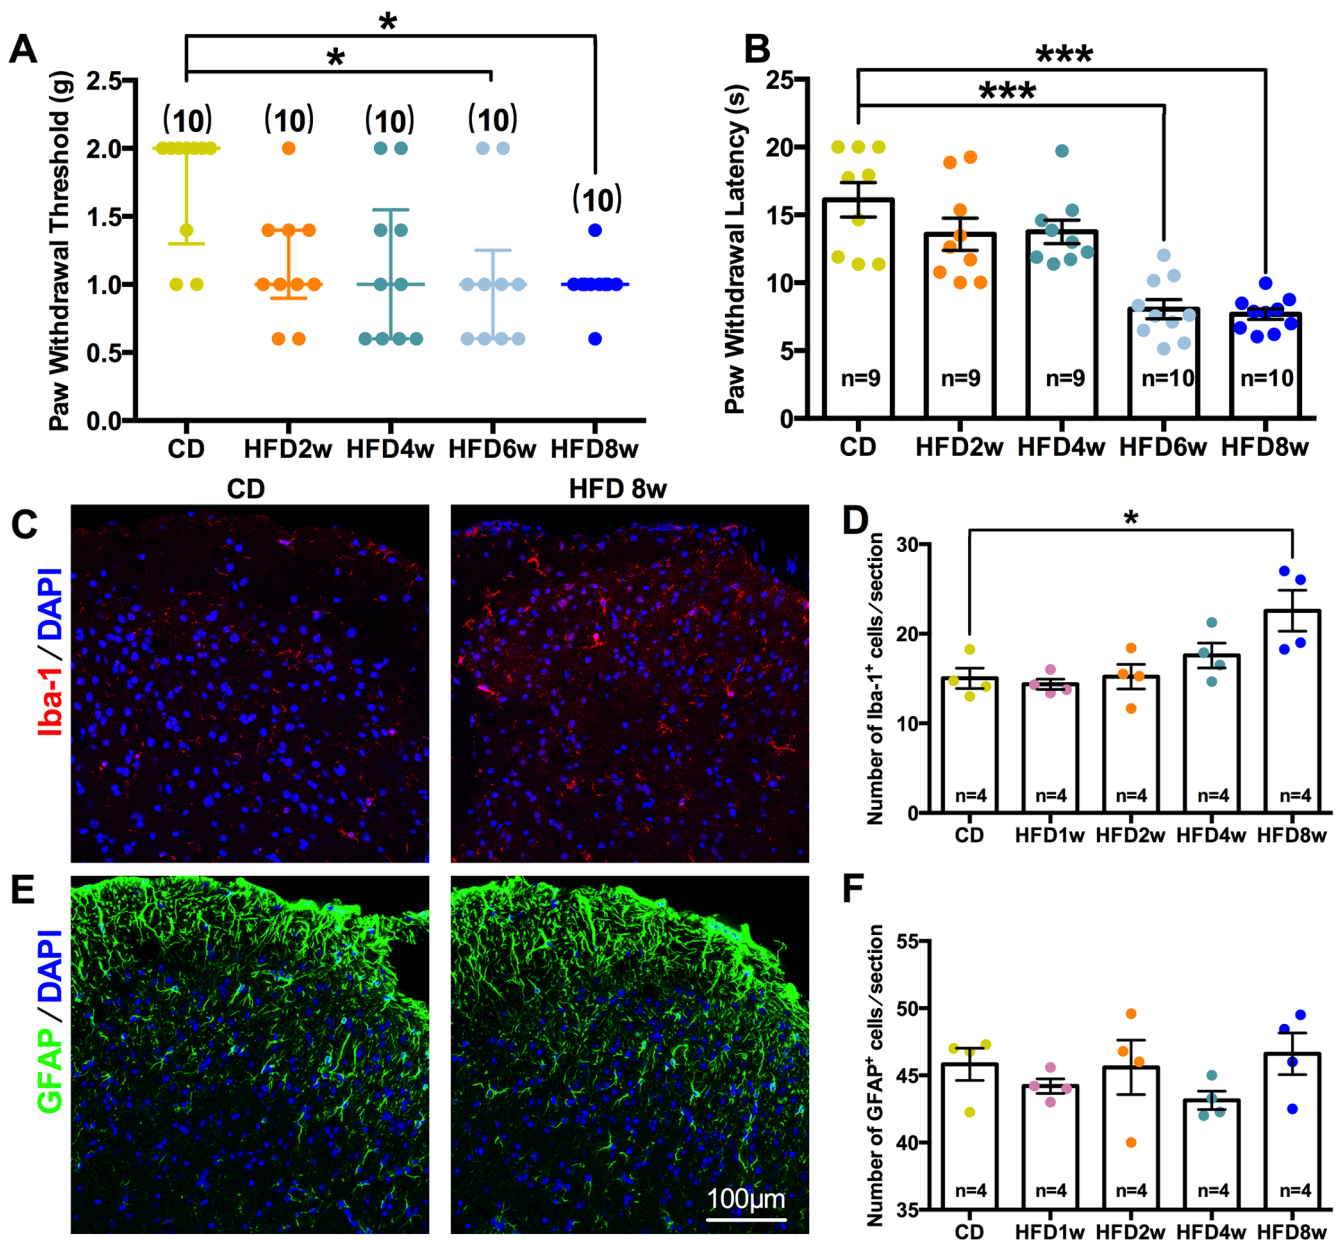 A
Paw Withdrawal Threshold (g)
2.5
2.0
1.5
1.0
0.5
0.0
*
*
(10)
(10)
(10)
(10)
(10)
CD HFD2w HFD4w HFD6w HFD8w
B
Paw Withdrawal Latency (s)
25
20
15
10
5
0
***
***
n=9 n=9 n=9 n=10 n=10
CD HFD2w HFD4w HFD6w HFD8w
CD
HFD 8w
C
Iba-1 / DAPI
D
Number of Iba-1⁺ cells/section
30
20
10
0
*
n=4 n=4 n=4 n=4 n=4
CD HFD1w HFD2w HFD4w HFD8w
E
GFAP / DAPI
100μm
F
Number of GFAP⁺ cells/section
55
50
45
40
35
n=4 n=4 n=4 n=4 n=4
CD HFD1w HFD2w HFD4w HFD8w